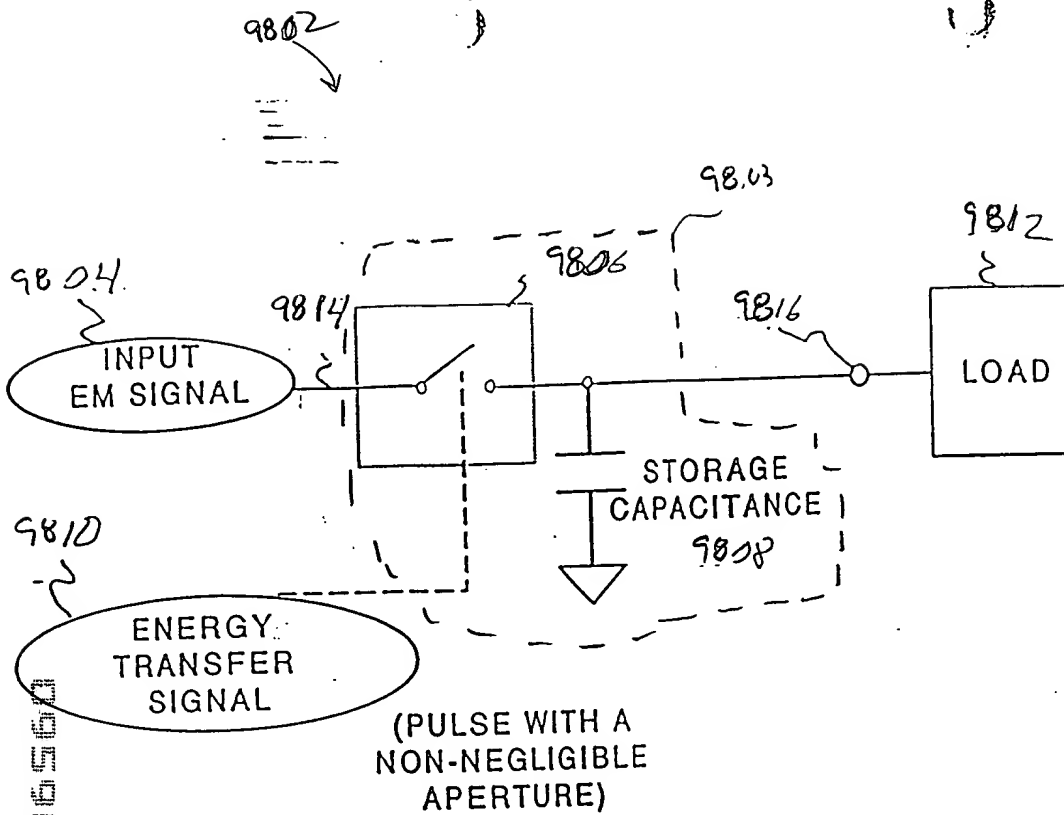 9802
9803
9812
9804
9806
9814
9816
INPUT
EM SIGNAL
LOAD
STORAGE
CAPACITANCE
9808
9810
ENERGY
TRANSFER
SIGNAL
(PULSE WITH A
NON-NEGLIGIBLE
APERTURE)